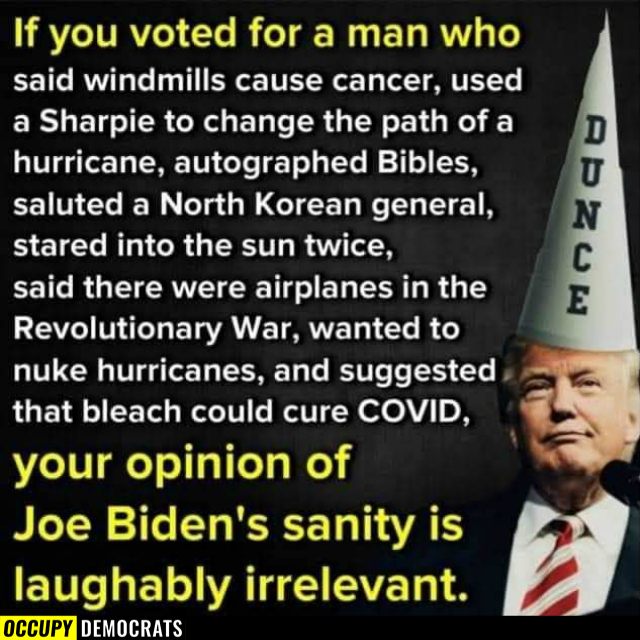 If you voted for a man who
said windmills cause cancer, used
a Sharpie to change the path of a
hurricane, autographed Bibles,
saluted a North Korean general,
stared into the sun twice,
said there were airplanes in the
Revolutionary War, wanted to
nuke hurricanes, and suggested
that bleach could cure COVID,
your opinion of
Joe Biden's sanity is
laughably irrelevant.
DUNCE
OCCUPY DEMOCRATS